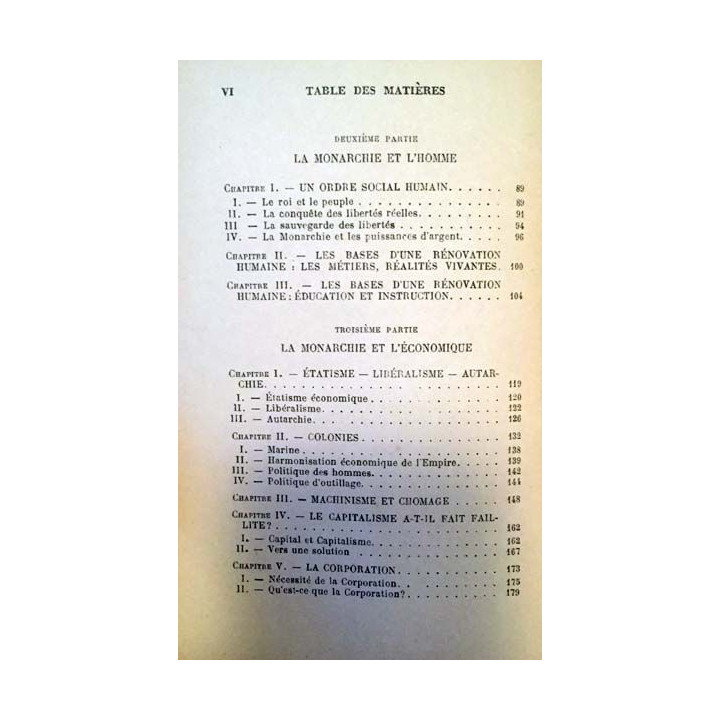 VI TABLE DES MATIÈRES
DEUXIÈME PARTIE
LA MONARCHIE ET L'HOMME
CHAPITRE I. — UN ORDRE SOCIAL HUMAIN. . . . . . 89
I. — Le roi et le peuple . . . . . . . . . . . . . . . 89
II. — La conquête des libertés réelles. . . . . . . . . 91
III — La sauvegarde des libertés . . . . . . . . . . . 94
IV. — La Monarchie et les puissances d'argent. . . . . 96
CHAPITRE II. — LES BASES D'UNE RÉNOVATION
HUMAINE : LES MÉTIERS, RÉALITÉS VIVANTES. 100
CHAPITRE III. — LES BASES D'UNE RÉNOVATION
HUMAINE : ÉDUCATION ET INSTRUCTION. . . . . . 104
TROISIÈME PARTIE
LA MONARCHIE ET L'ÉCONOMIQUE
CHAPITRE I. — ÉTATISME — LIBÉRALISME — AUTAR-
CHIE. . . . . . . . . . . . . . . . . . . . . . . . . 119
I. — Étatisme économique . . . . . . . . . . . . . . 120
II. — Libéralisme. . . . . . . . . . . . . . . . . . . 122
III. — Autarchie. . . . . . . . . . . . . . . . . . . . 126
CHAPITRE II. — COLONIES . . . . . . . . . . . . . . . 132
I. — Marine . . . . . . . . . . . . . . . . . . . . . 138
II. — Harmonisation économique de l'Empire. . . . . 139
III. — Politique des hommes. . . . . . . . . . . . . . 142
IV. — Politique d'outillage. . . . . . . . . . . . . . . 144
CHAPITRE III. — MACHINISME ET CHOMAGE . . . . . . 148
CHAPITRE IV. — LE CAPITALISME A-T-IL FAIT FAIL-
LITE ? . . . . . . . . . . . . . . . . . . . . . . . . 162
I. — Capital et Capitalisme. . . . . . . . . . . . . . 162
II. — Vers une solution . . . . . . . . . . . . . . . . 167
CHAPITRE V. — LA CORPORATION. . . . . . . . . . . . 173
I. — Nécessité de la Corporation. . . . . . . . . . . 175
II. — Qu'est-ce que la Corporation? . . . . . . . . . . 179